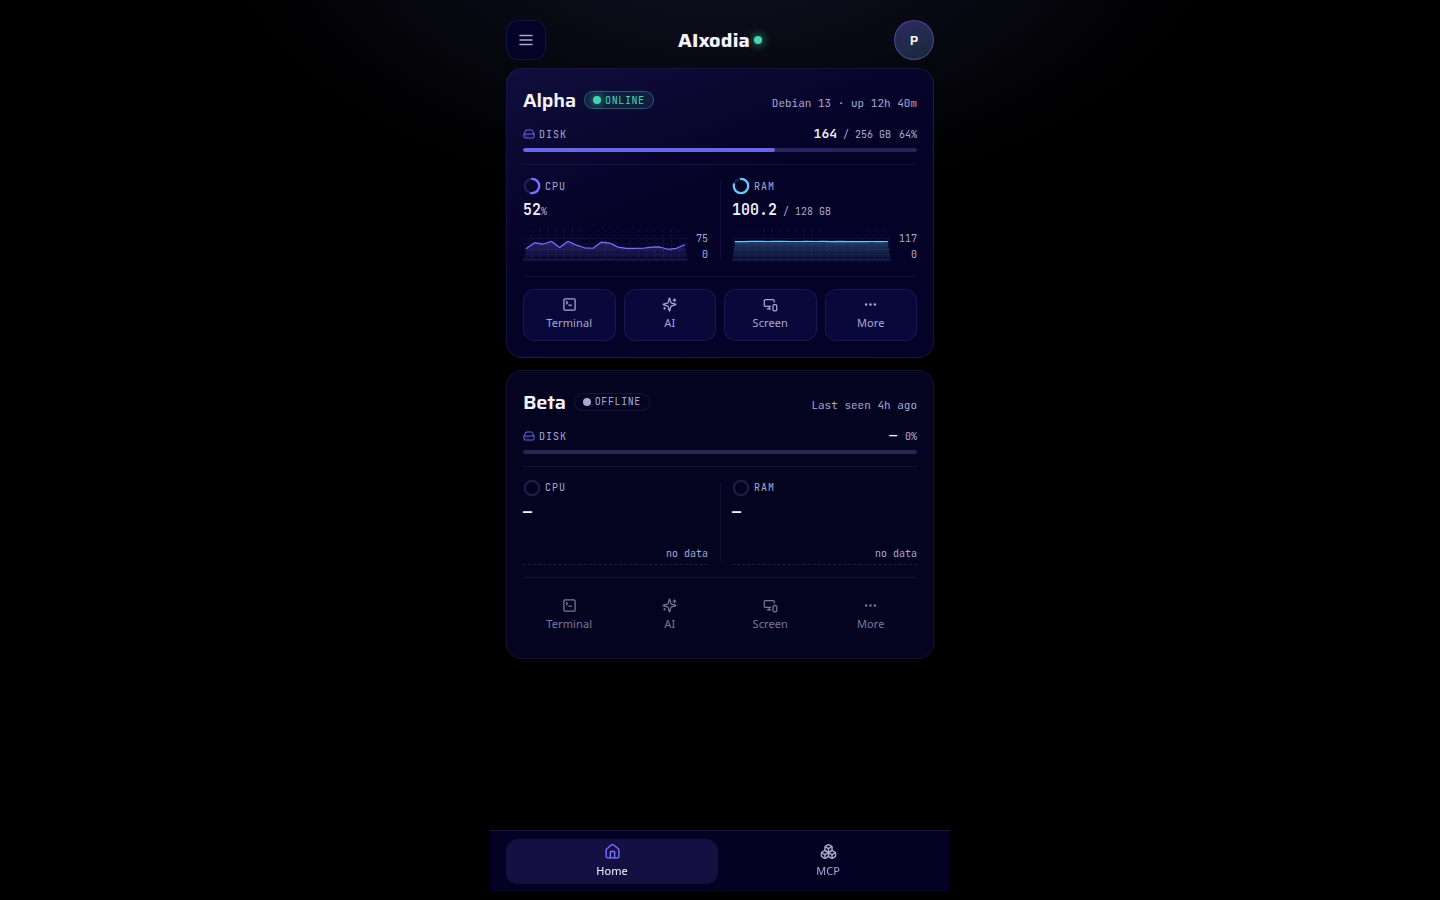 AIxodia
P
Alpha ONLINE Debian 13 · up 12h 40m
DISK 164 / 256 GB 64%
CPU RAM
52% 100.2 / 128 GB
75 117
0 0
Terminal AI Screen More
Beta OFFLINE Last seen 4h ago
DISK — 0%
CPU RAM
— —
no data no data
Terminal AI Screen More
Home MCP